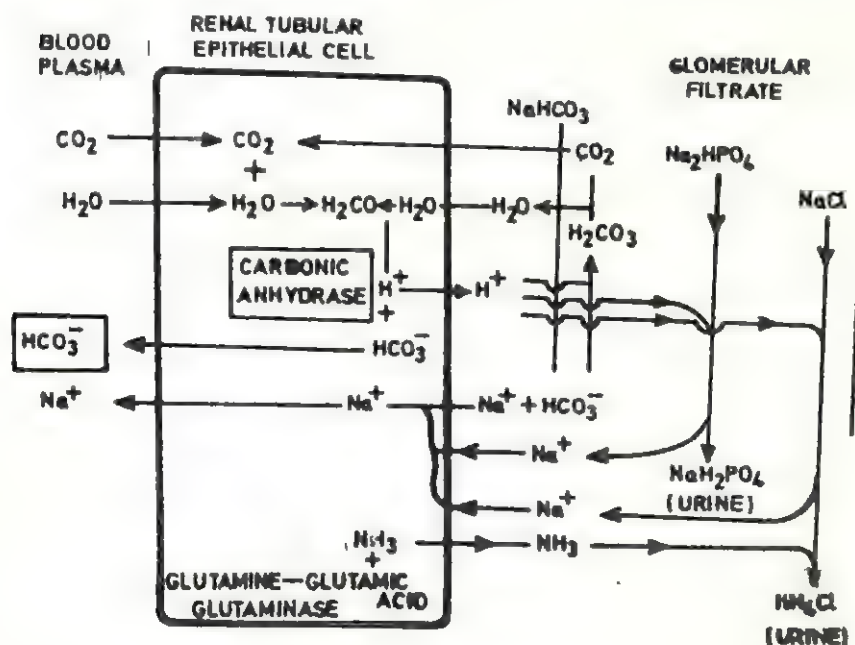 BLOOD
PLASMA
RENAL TUBULAR
EPITHELIAL CELL
GLOMERULAR
FILTRATE
NaHCO₃
CO₂
CO₂
CO₂
Na₂HPO₄
+
H₂O
H₂O
H₂CO
H₂O
H₂O
NaCl
H₂CO₃
CARBONIC
ANHYDRASE
H⁺
H⁺
+
HCO₃⁻
HCO₃⁻
Na⁺
Na⁺
Na⁺ + HCO₃⁻
Na⁺
NaH₂PO₄
(URINE)
Na⁺
NH₃
NH₃
+
GLUTAMINE—GLUTAMIC
ACID
GLUTAMINASE
NH₄Cl
(URINE)